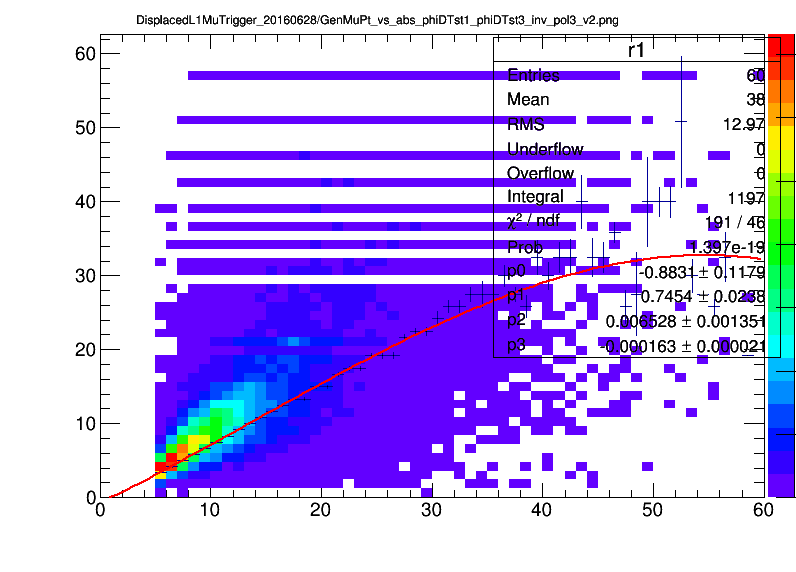 DisplacedL1MuTrigger_20160628/GenMuPt_vs_abs_phiDTst1_phiDTst3_inv_pol3_v2.png
r1
Entries 60
Mean 38
RMS 12.97
Underflow 0
Overflow 0
Integral 1197
χ² / ndf 191 / 46
Prob 1.397e-19
p0 -0.8831 ± 0.1179
p1 0.7454 ± 0.0238
p2 0.006528 ± 0.001351
p3 -0.000163 ± 0.000021
60
50
40
30
20
10
0
0 10 20 30 40 50 60